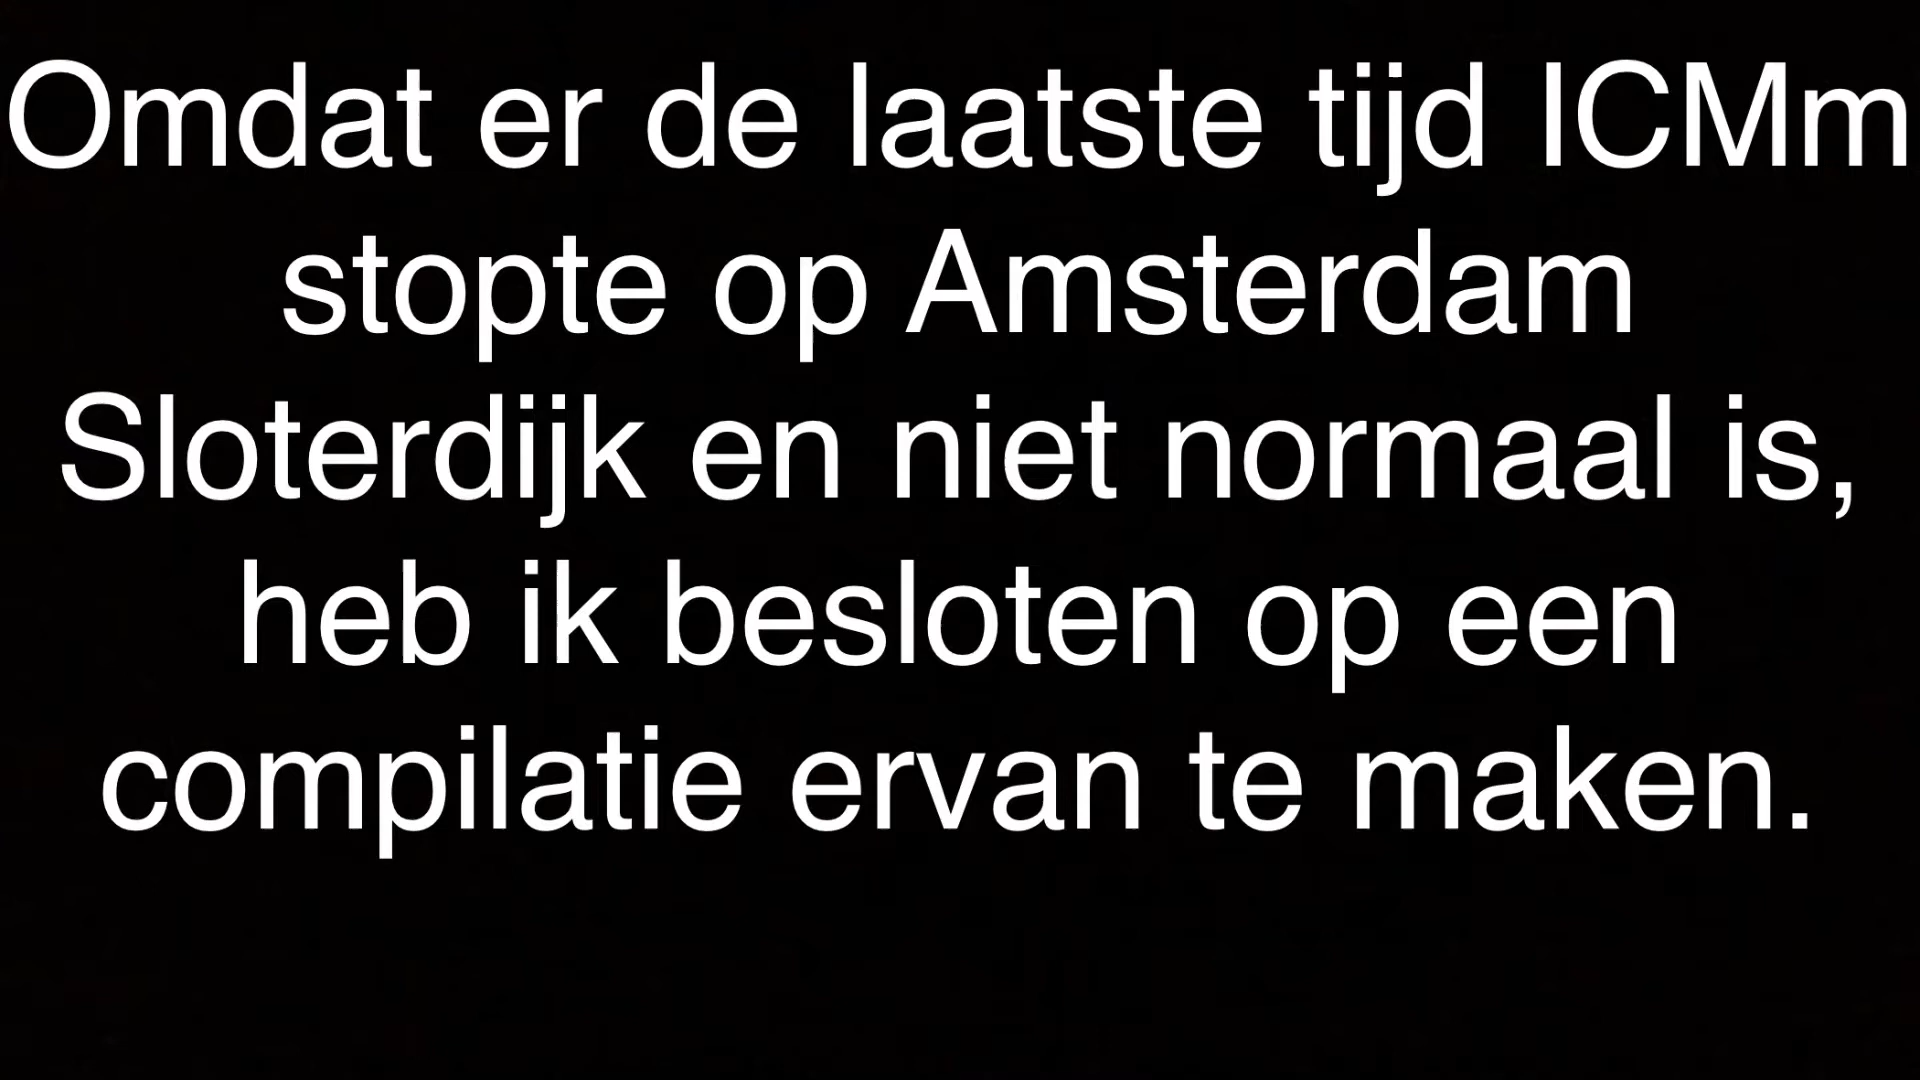 Omdat er de laatste tijd ICMm
stopte op Amsterdam
Sloterdijk en niet normaal is,
heb ik besloten op een
compilatie ervan te maken.